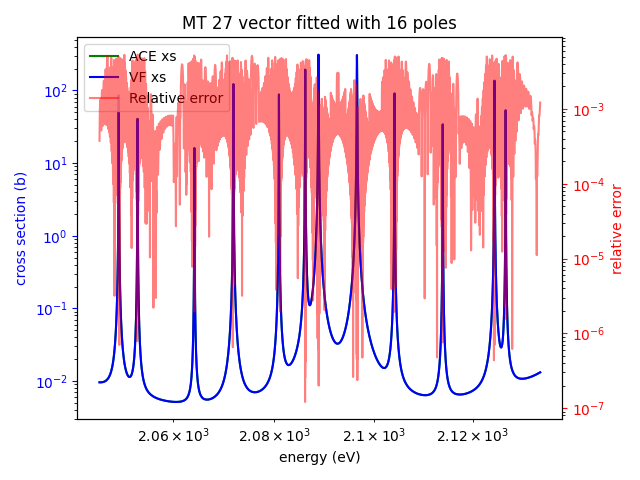 MT 27 vector fitted with 16 poles
ACE xs
VF xs
Relative error
cross section (b)
10²
10¹
10⁰
10⁻¹
10⁻²
10⁻³
10⁻⁴
10⁻⁵
10⁻⁶
10⁻⁷
relative error
2.06 × 10³
2.08 × 10³
2.1 × 10³
2.12 × 10³
energy (eV)